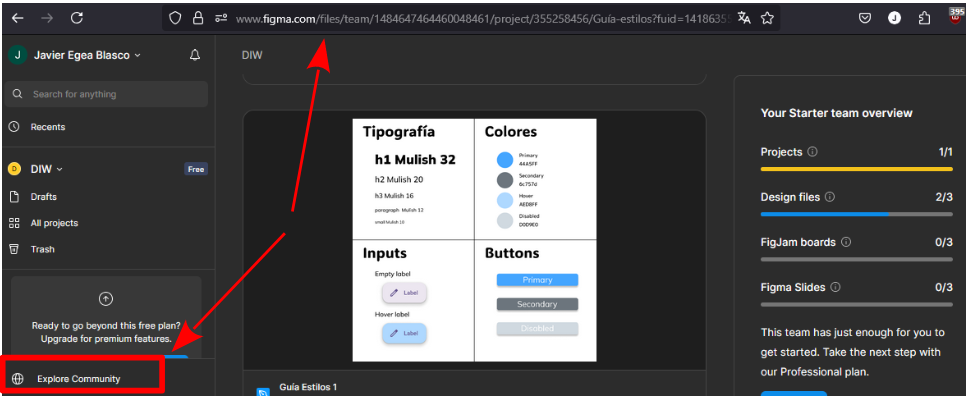 www.figma.com/files/team/1484647464460048461/project/355258456/Guía-estilos?fuid=1418635
395
J
Javier Egea Blasco
Search for anything
Recents
D
DIW
Free
Drafts
All projects
Trash
Ready to go beyond this free plan?
Upgrade for premium features.
Explore Community
DIW
Tipografía
h1 Mulish 32
h2 Mulish 20
h3 Mulish 16
paragraph Mulish 12
small Mulish 10
Colores
Primary
44A5FF
Secondary
6c757d
Hover
AED8FF
Disabled
D0D9E0
Inputs
Empty label
Label
Hover label
Label
Buttons
Primary
Secondary
Disabled
Guía Estilos 1
Your Starter team overview
Projects 1/1
Design files 2/3
FigJam boards 0/3
Figma Slides 0/3
This team has just enough for you to
get started. Take the next step with
our Professional plan.